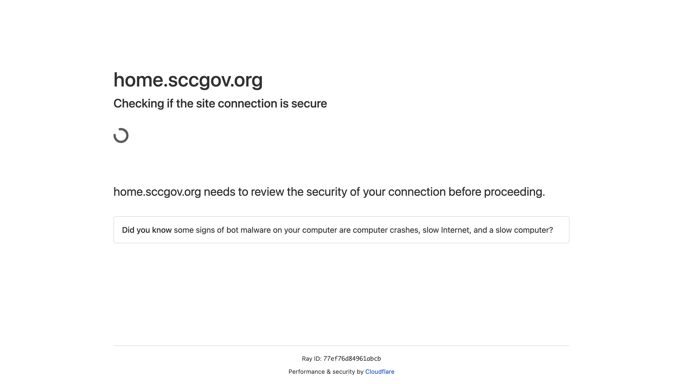 home.sccgov.org
Checking if the site connection is secure
home.sccgov.org needs to review the security of your connection before proceeding.
Did you know some signs of bot malware on your computer are computer crashes, slow Internet, and a slow computer?
Ray ID: 77ef76d84961abcb
Performance & security by Cloudflare